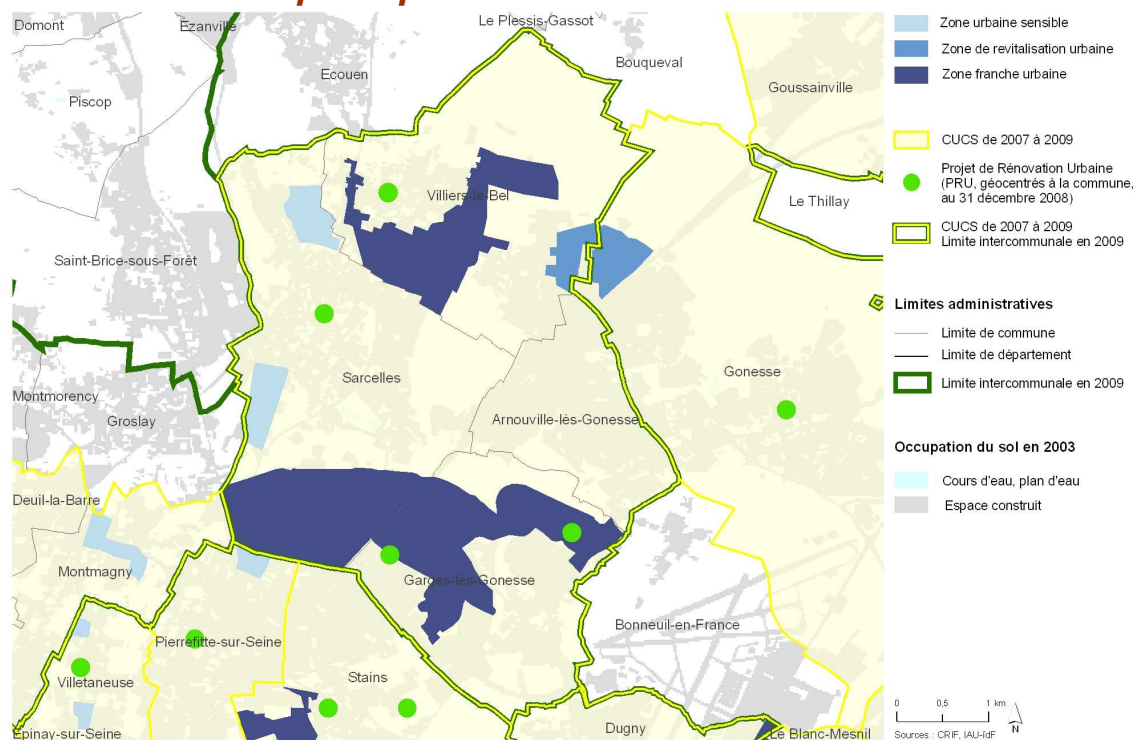 Le Plessis-Gassot
Domont
Ezanville
Ecouen
Bouqueval
Goussainville
Piscop
Villiers-le-Bel
Le Thillay
Saint-Brice-sous-Forêt
Sarcelles
Gonesse
Montmorency
Groslay
Arnouville-lès-Gonesse
Deuil-la-Barre
Montmagny
Garges-lès-Gonesse
Bonneuil-en-France
Pierrefitte-sur-Seine
Villetaneuse
Stains
Dugny
Epinay-sur-Seine
Le Blanc-Mesnil
Zone urbaine sensible
Zone de revitalisation urbaine
Zone franche urbaine
CUCS de 2007 à 2009
Projet de Rénovation Urbaine
(PRU, géocentrés à la commune,
au 31 décembre 2008)
CUCS de 2007 à 2009
Limite intercommunale en 2009
Limites administratives
Limite de commune
Limite de département
Limite intercommunale en 2009
Occupation du sol en 2003
Cours d'eau, plan d'eau
Espace construit
0 0,5 1 km
N
Sources : CRIF, IAU-îdF